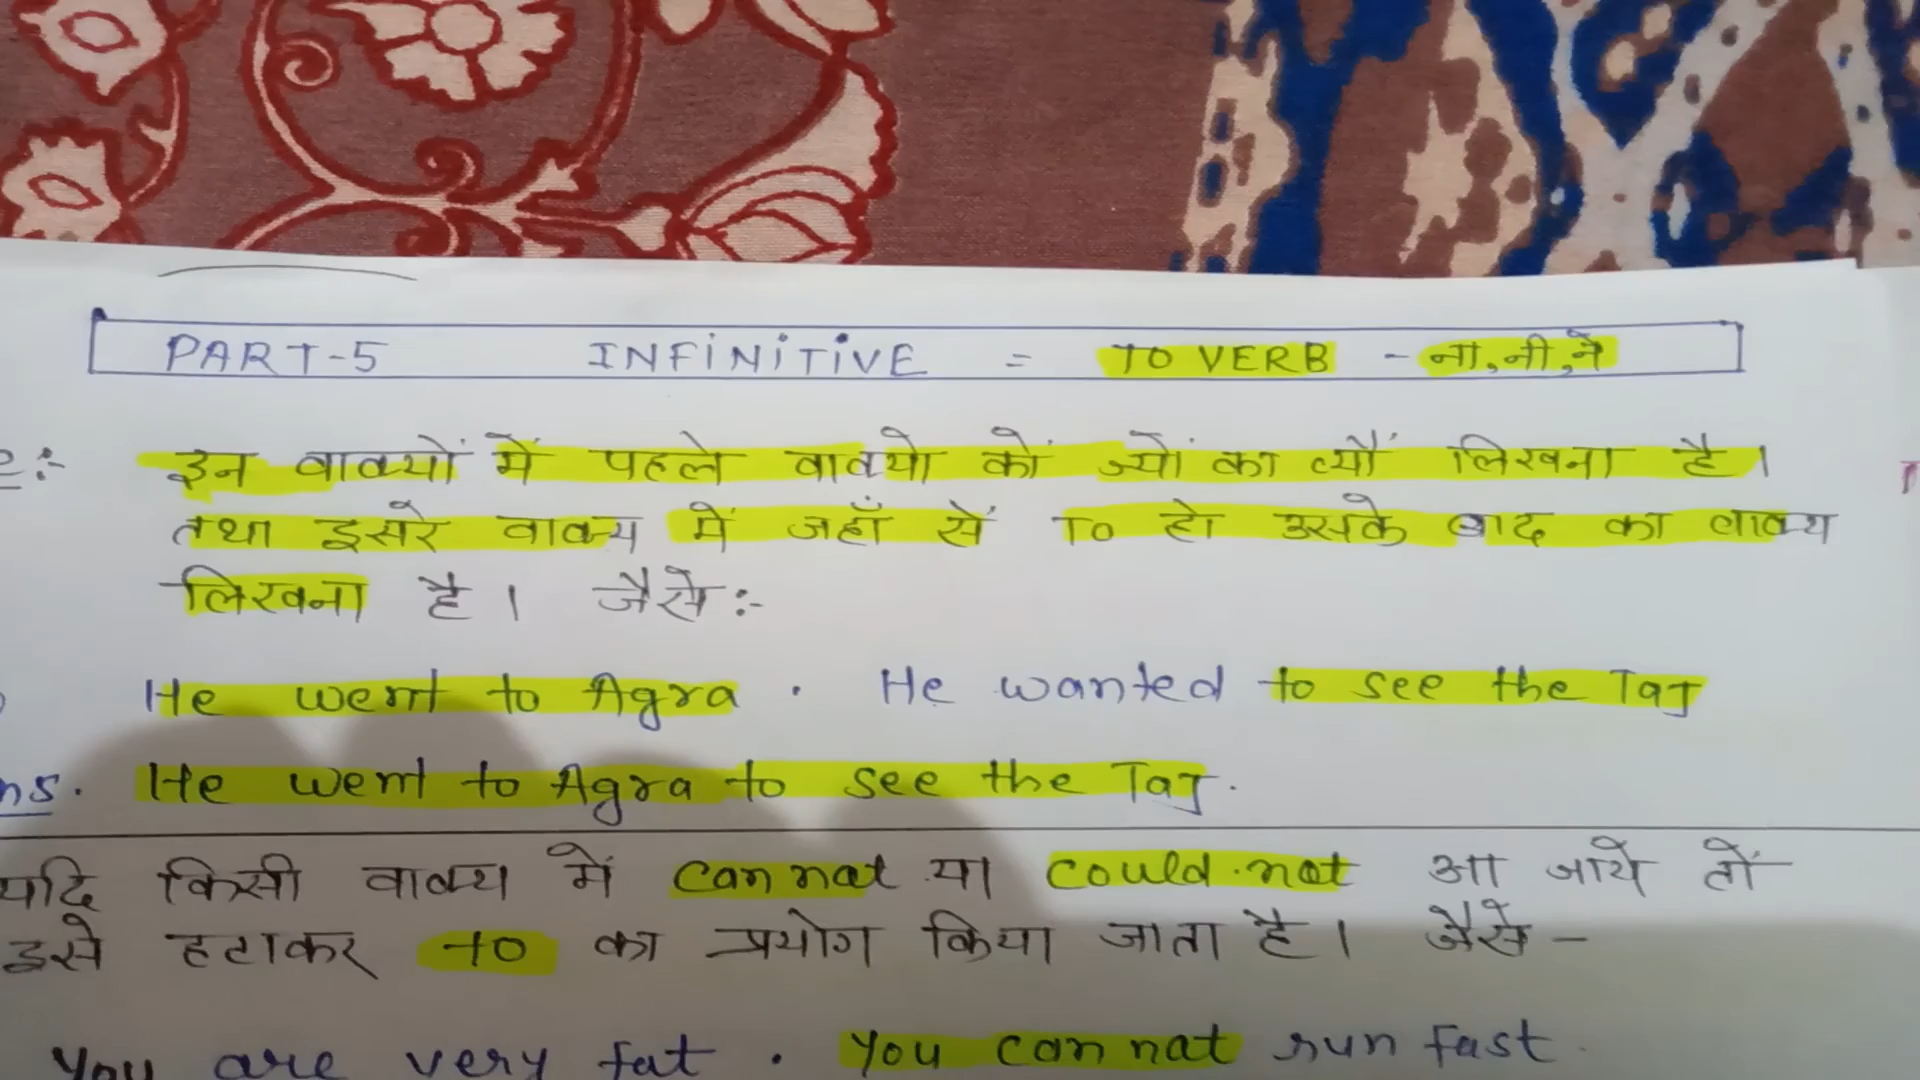 PART-5 INFINITIVE = TO VERB - ना, नी, ने
e:- इन वाक्यों में पहले वाक्यो को ज्यों का त्यौं लिखना है।
तथा दुसरे वाक्य में जहाँ से To हो उसके बाद का वाक्य
लिखना है। जैसे:-
He went to Agra. He wanted to see the Taj
ns. He went to Agra to see the Taj.
यदि किसी वाक्य में can not या could not आ जाये तो
इसे हटाकर to का प्रयोग किया जाता है। जैसे -
You are very fat. You can not run fast.